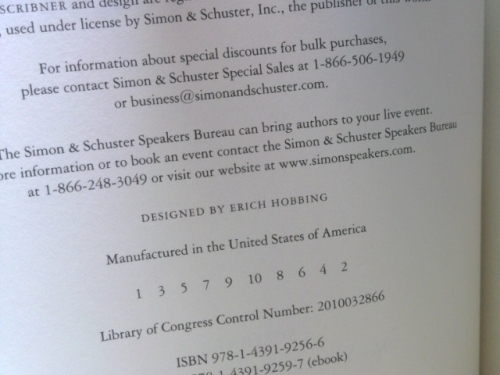 SCRIBNER and design are
, used under license by Simon & Schuster, Inc., the publisher of this
For information about special discounts for bulk purchases,
please contact Simon & Schuster Special Sales at 1-866-506-1949
or business@simonandschuster.com.
The Simon & Schuster Speakers Bureau can bring authors to your live event.
ore information or to book an event contact the Simon & Schuster Speakers Bureau
at 1-866-248-3049 or visit our website at www.simonspeakers.com.
DESIGNED BY ERICH HOBBING
Manufactured in the United States of America
1 3 5 7 9 10 8 6 4 2
Library of Congress Control Number: 2010032866
ISBN 978-1-4391-9256-6
978-1-4391-9259-7 (ebook)